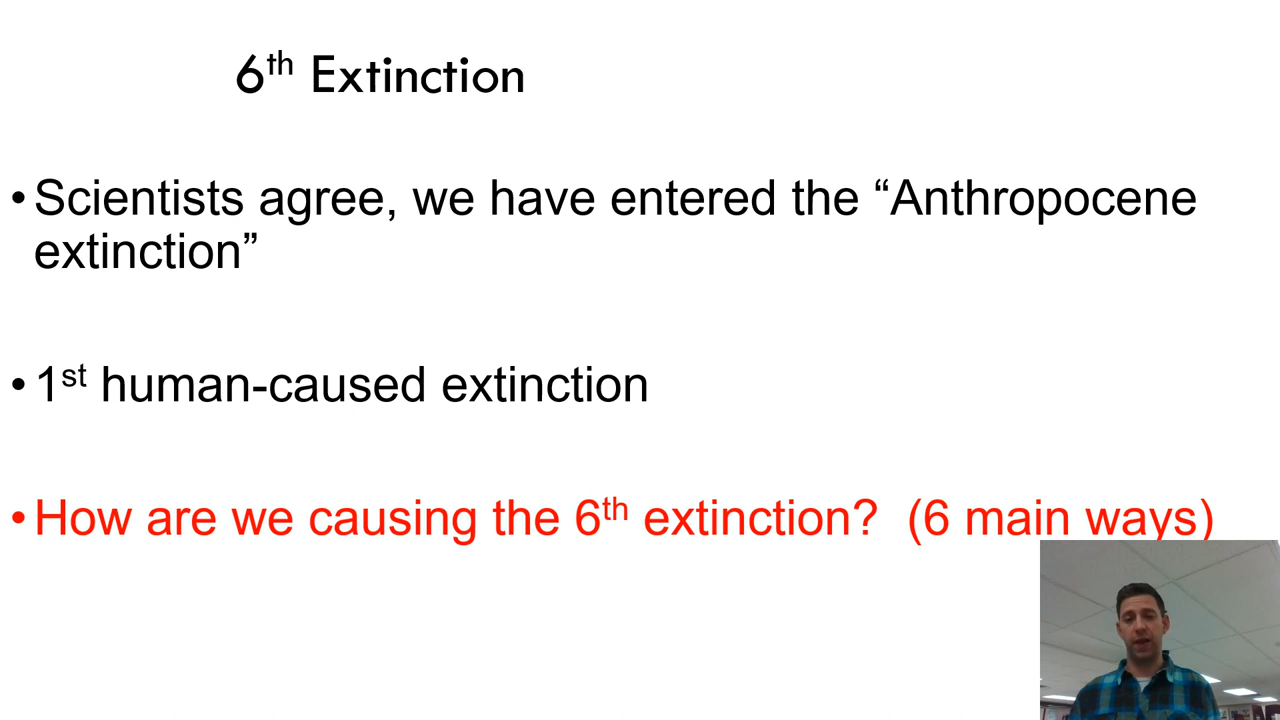 6th Extinction
•Scientists agree, we have entered the “Anthropocene
extinction”
•1st human-caused extinction
•How are we causing the 6th extinction?  (6 main ways)